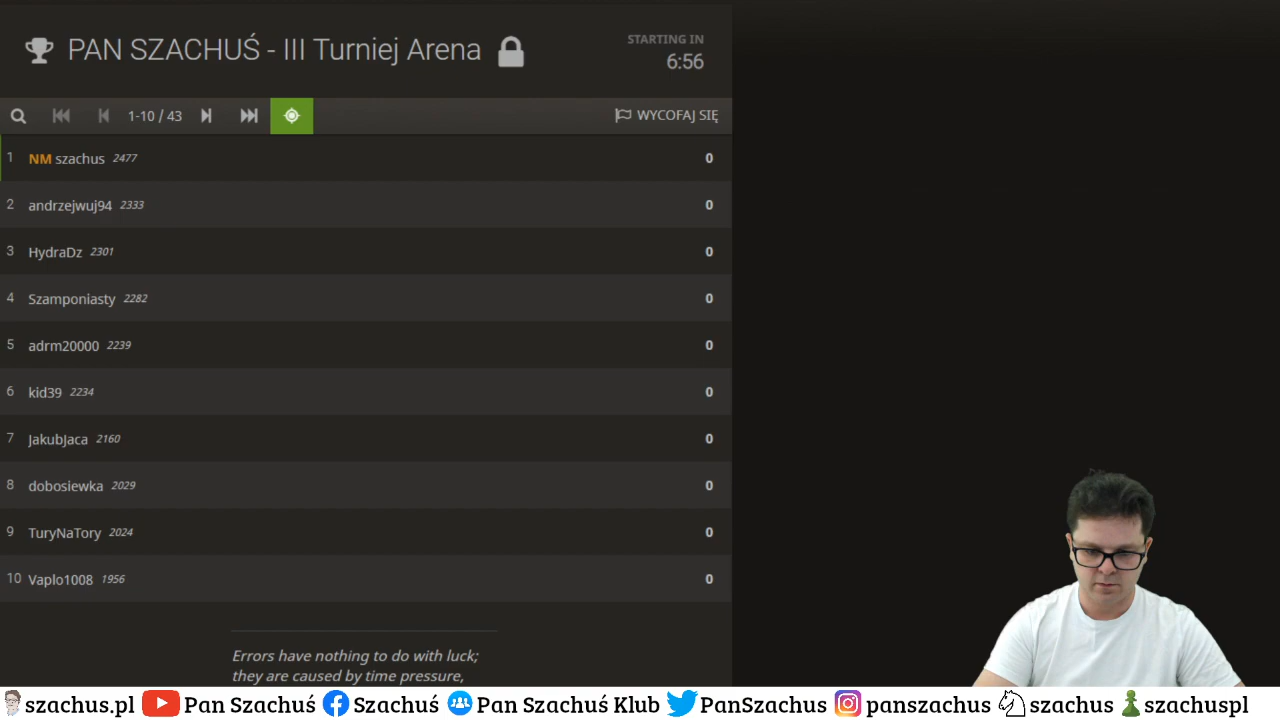 PAN SZACHUŚ - III Turniej Arena
STARTING IN
6:56
1-10 / 43
WYCOFAJ SIĘ
1 NM szachus 2477 0
2 andrzejwuj94 2333 0
3 HydraDz 2301 0
4 Szamponiasty 2282 0
5 adrm20000 2239 0
6 kid39 2234 0
7 JakubJaca 2160 0
8 dobosiewka 2029 0
9 TuryNaTory 2024 0
10 Vaplo1008 1956 0
Errors have nothing to do with luck;
they are caused by time pressure,
szachus.pl Pan Szachuś Szachuś Pan Szachuś Klub PanSzachus panszachus szachus szachuspl